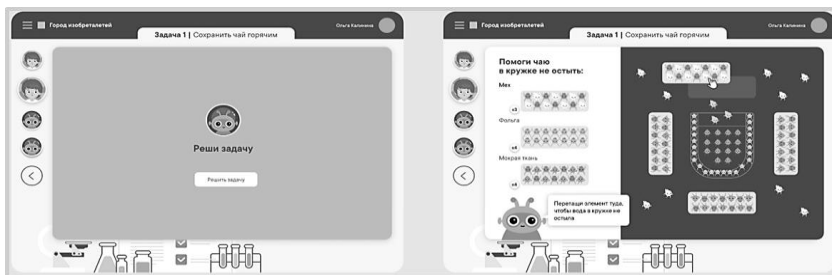 Город изобреталетей
Ольга Калинина
Задача 1 | Сохранить чай горячим
Реши задачу
Решить задачу
Город изобреталетей
Ольга Калинина
Задача 1 | Сохранить чай горячим
Помоги чаю
в кружке не остыть:
Мех
x3
Фольга
x4
Мокрая ткань
x4
Перетащи элемент туда,
чтобы вода в кружке не
остыла